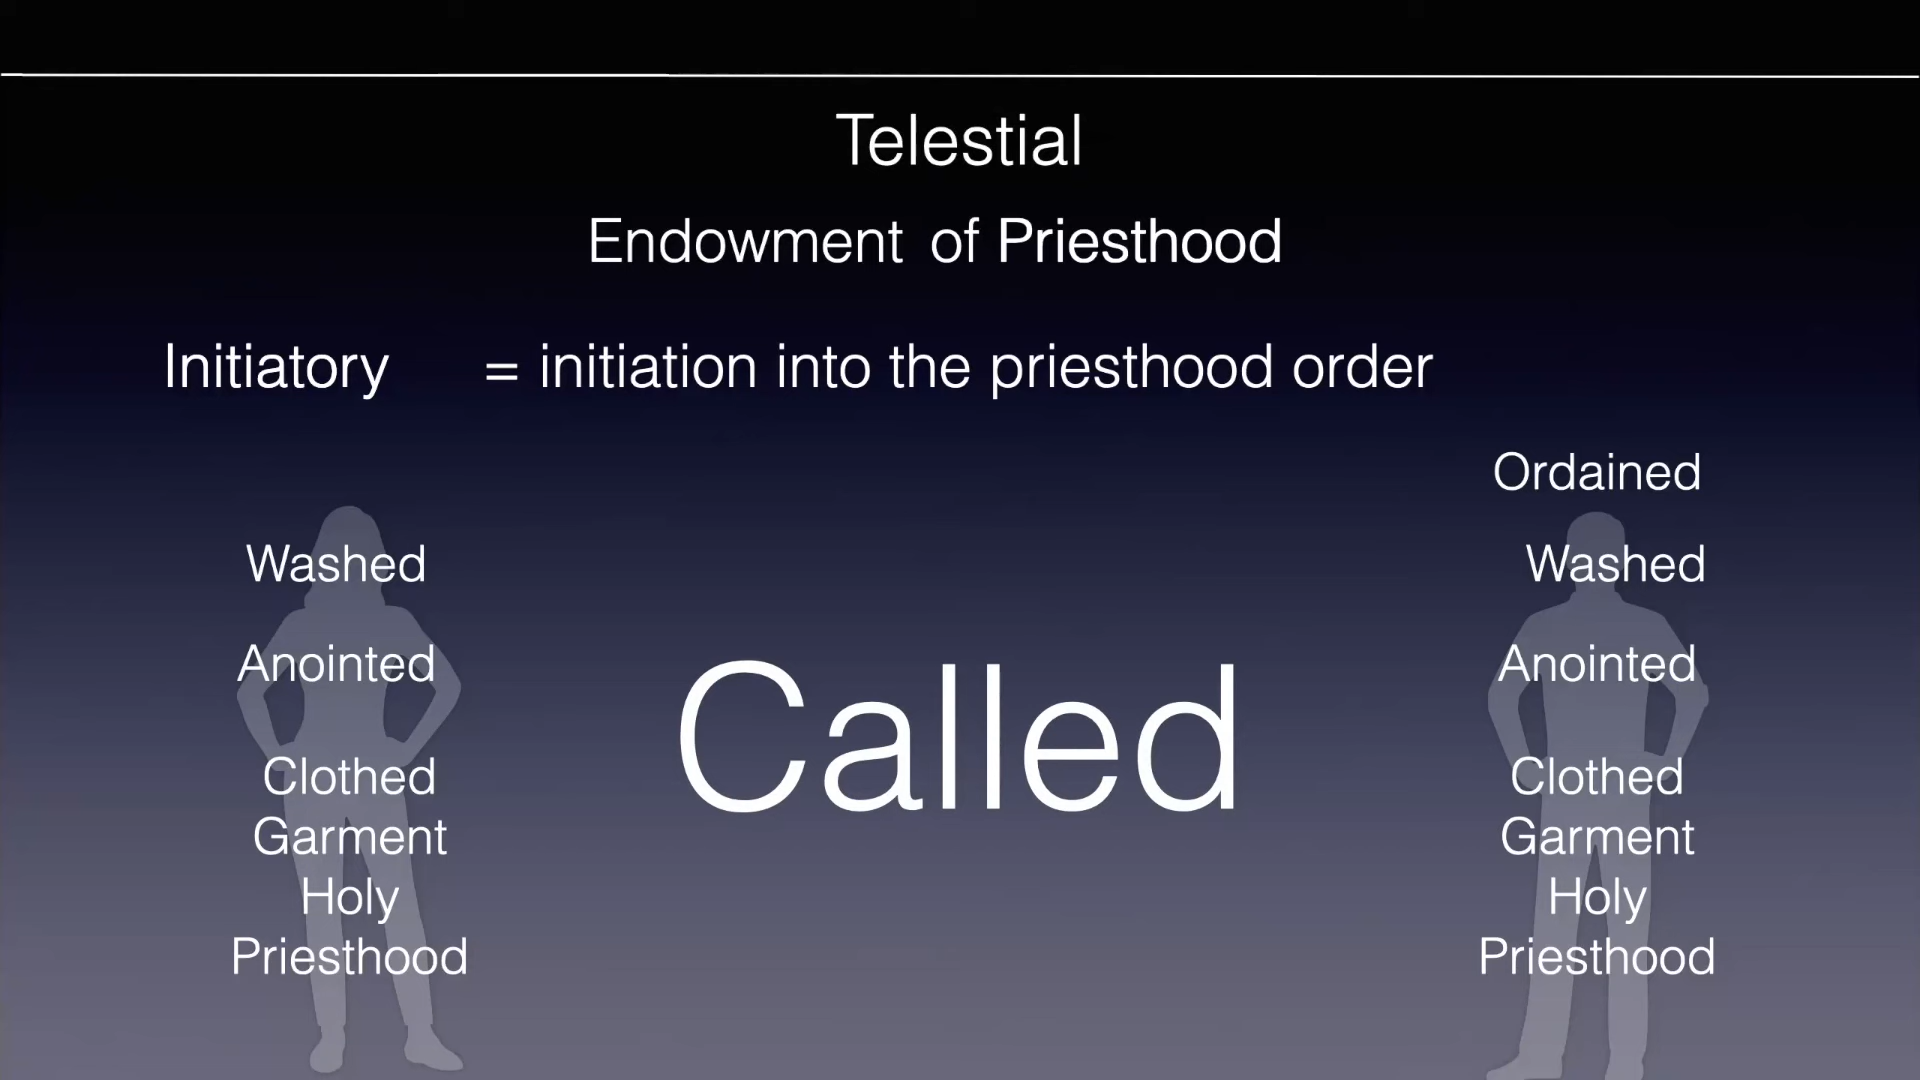 Telestial
Endowment of Priesthood
Initiatory = initiation into the priesthood order
Ordained
Washed
Washed
Anointed
Anointed
Called
Clothed
Clothed
Garment
Garment
Holy
Holy
Priesthood
Priesthood